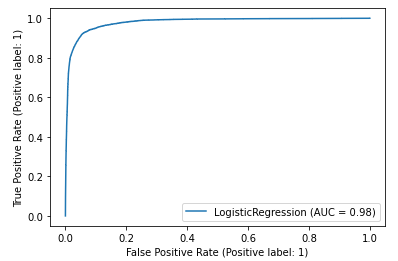 1.0
0.8
0.6
0.4
0.2
0.0
True Positive Rate (Positive label: 1)
LogisticRegression (AUC = 0.98)
0.0 0.2 0.4 0.6 0.8 1.0
False Positive Rate (Positive label: 1)